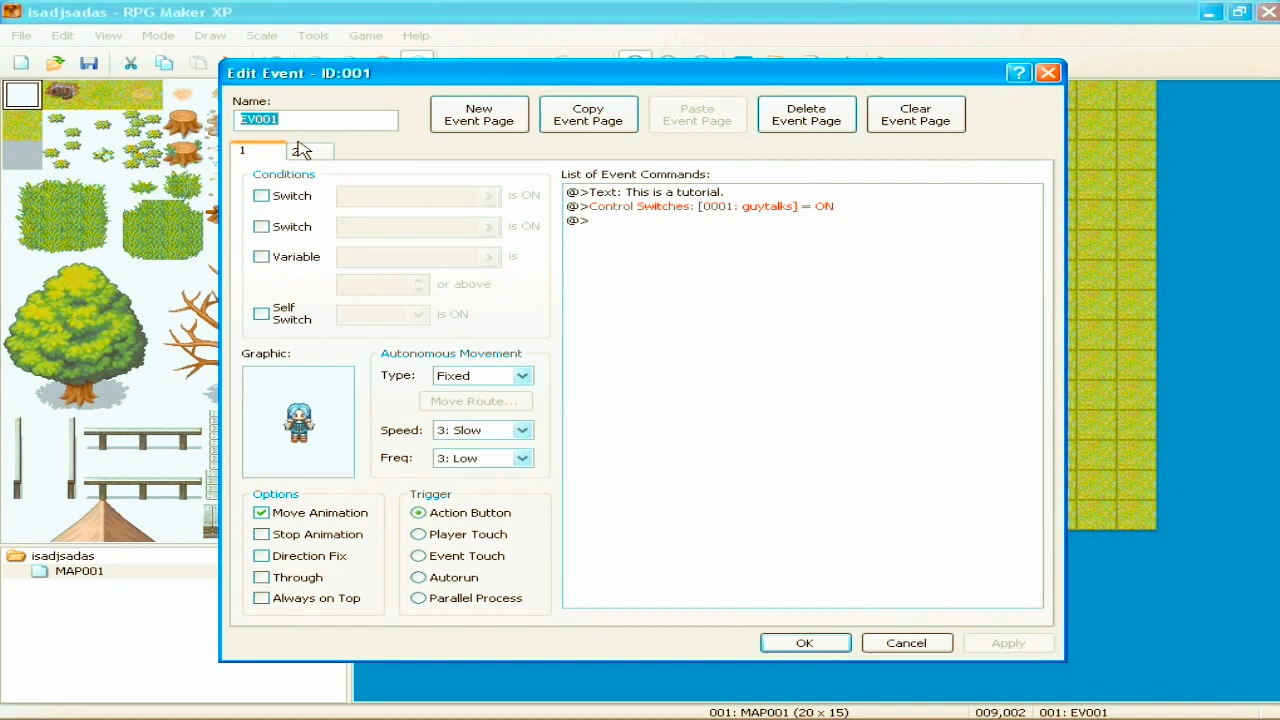 isadjsadas - RPG Maker XP
File Edit View Mode Draw Scale Tools Game Help
Edit Event - ID:001
Name:
EV001
New Event Page
Copy Event Page
Paste Event Page
Delete Event Page
Clear Event Page
1
Conditions
Switch is ON
Switch is ON
Variable is
or above
Self Switch is ON
Graphic:
Autonomous Movement
Type: Fixed
Move Route...
Speed: 3: Slow
Freq: 3: Low
Options
Move Animation
Stop Animation
Direction Fix
Through
Always on Top
Trigger
Action Button
Player Touch
Event Touch
Autorun
Parallel Process
List of Event Commands:
@>Text: This is a tutorial.
@>Control Switches: [0001: guytalks] = ON
@>
OK Cancel Apply
isadjsadas
MAP001
001: MAP001 (20 x 15) 009,002 001: EV001